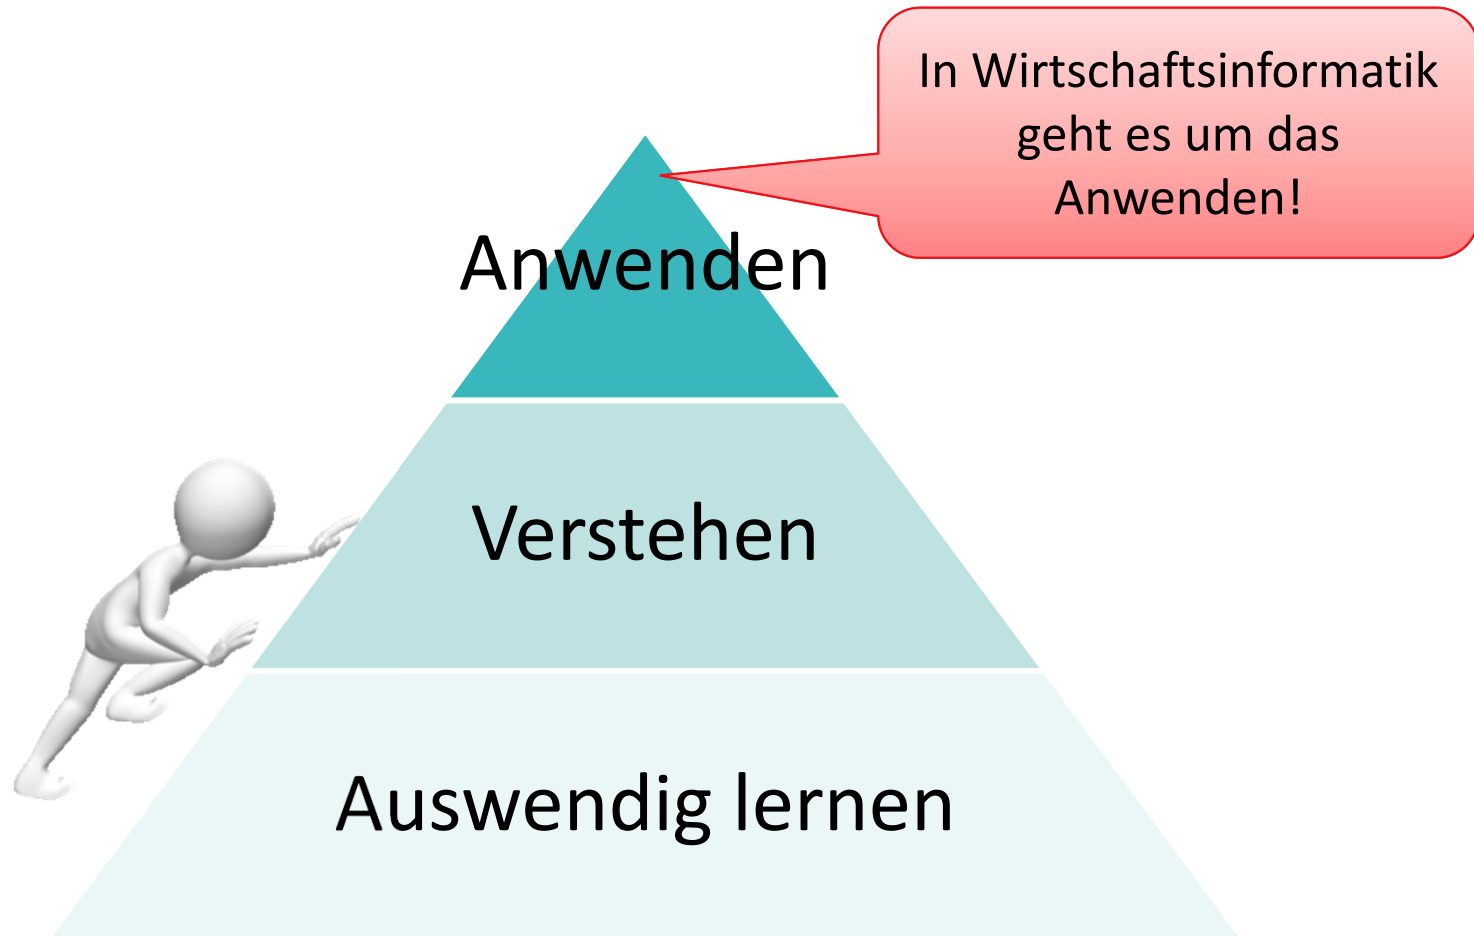 In Wirtschaftsinformatik
geht es um das
Anwenden!
Anwenden
Verstehen
Auswendig lernen